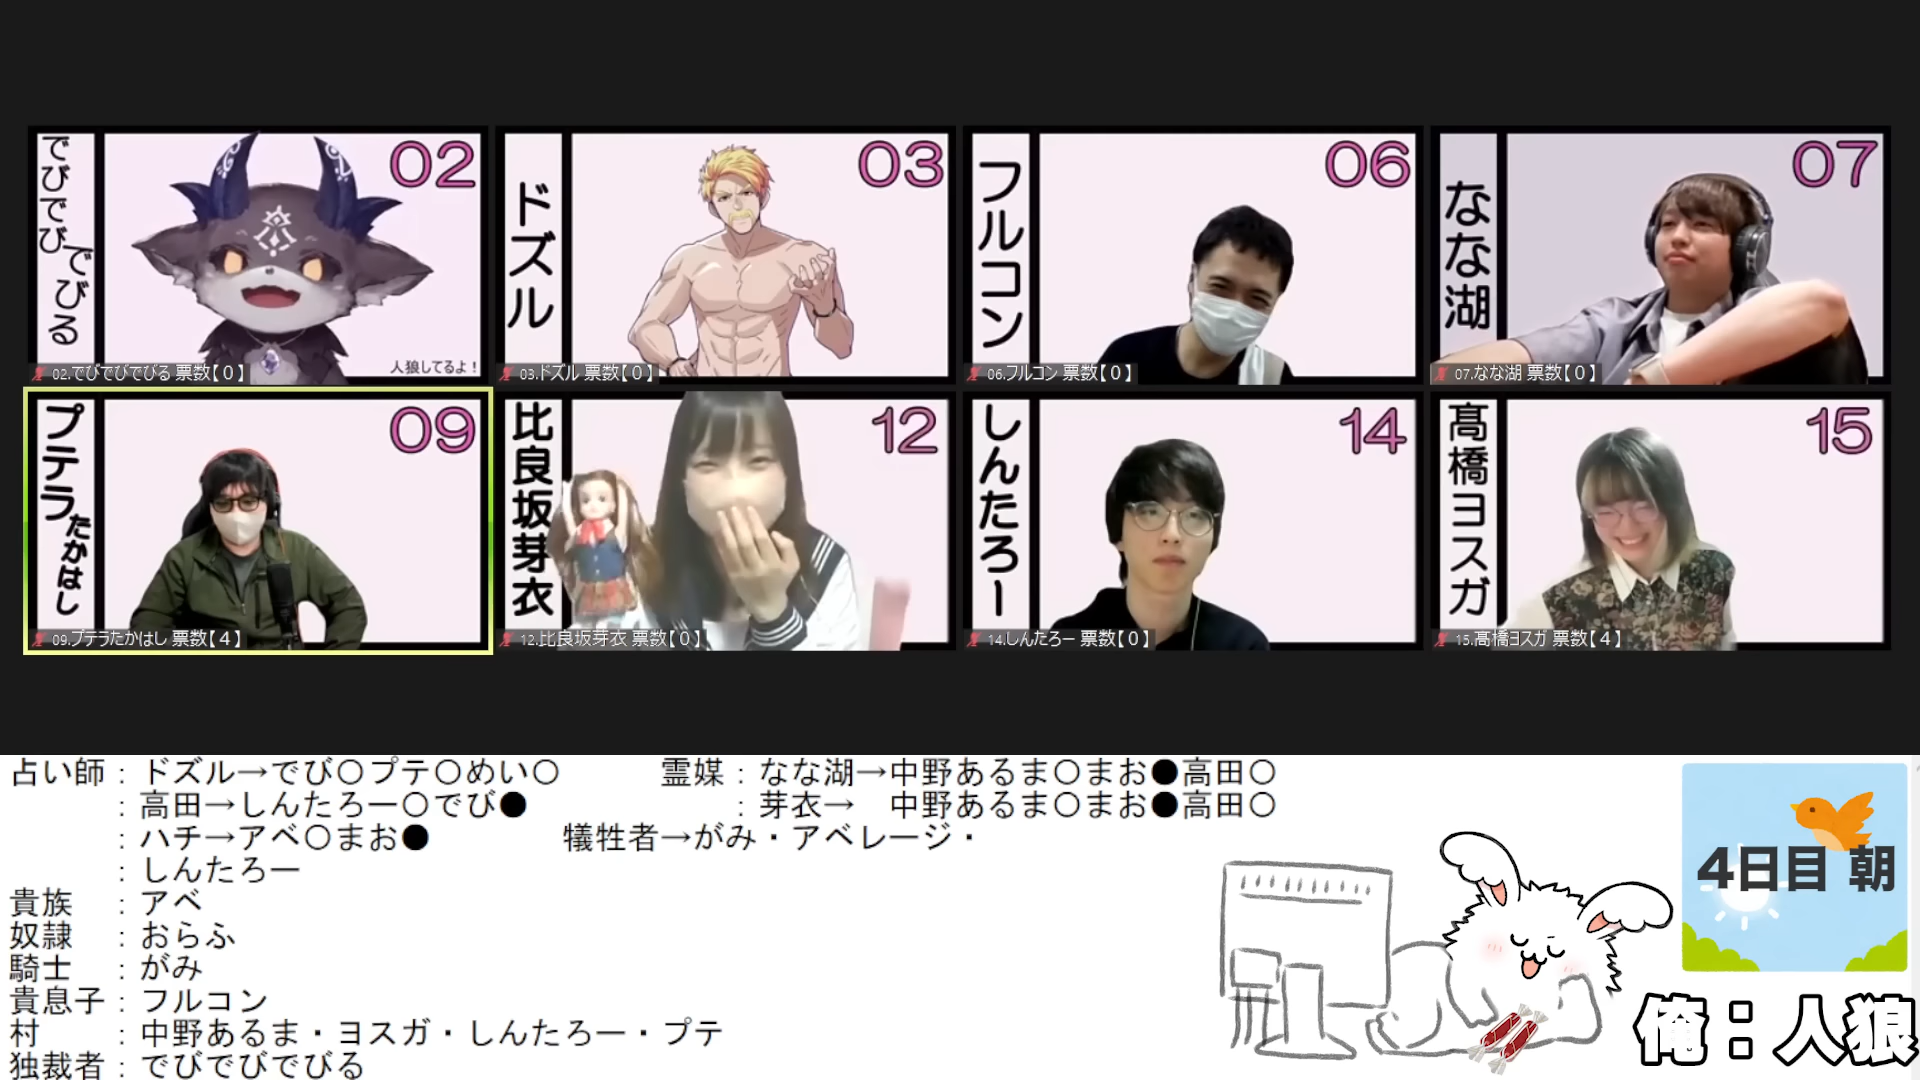 でびでびでびる
02
人狼してるよ！
02.でびでびでびる 票数【0】
ドズル
03
03.ドズル 票数【0】
フルコン
06
06.フルコン 票数【0】
なな湖
07
07.なな湖 票数【0】
プテラたかはし
09
09.プテラたかはし 票数【4】
比良坂芽衣
12
12.比良坂芽衣 票数【0】
しんたろー
14
14.しんたろー 票数【0】
髙橋ヨスガ
15
15.髙橋ヨスガ 票数【4】
占い師：ドズル→でび〇プテ〇めい〇
：高田→しんたろー〇でび●
：ハチ→アベ〇まお●
：しんたろー
貴族：アベ
奴隷：おらふ
騎士：がみ
貴息子：フルコン
村：中野あるま・ヨスガ・しんたろー・プテ
独裁者：でびでびでびる
霊媒：なな湖→中野あるま〇まお●高田〇
：芽衣→ 中野あるま〇まお●高田〇
犠牲者→がみ・アベレージ・
4日目 朝
俺：人狼